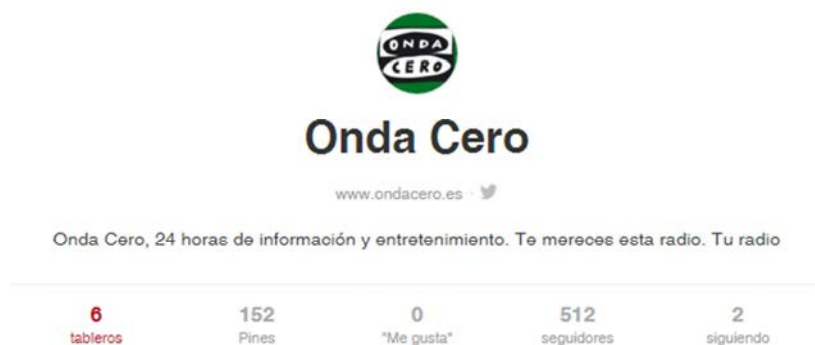 ONDA
CERO
Onda Cero
www.ondacero.es ·
Onda Cero, 24 horas de información y entretenimiento. Te mereces esta radio. Tu radio
6 152 0 512 2
tableros Pines "Me gusta" seguidores siguiendo